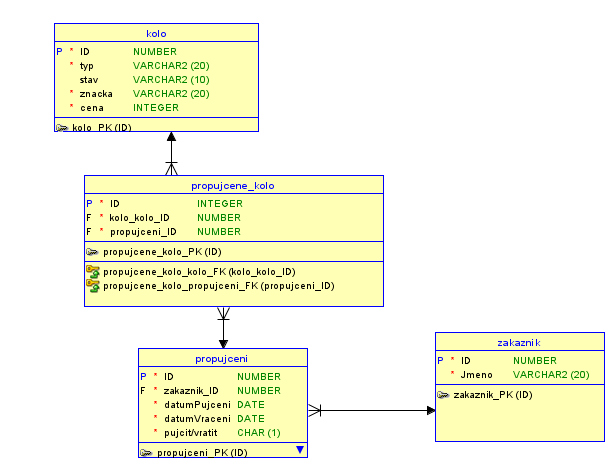 kolo
P * ID NUMBER
* typ VARCHAR2 (20)
stav VARCHAR2 (10)
* znacka VARCHAR2 (20)
* cena INTEGER
kolo_PK (ID)
propujcene_kolo
P * ID INTEGER
F * kolo_kolo_ID NUMBER
F * propujceni_ID NUMBER
propujcene_kolo_PK (ID)
propujcene_kolo_kolo_FK (kolo_kolo_ID)
propujcene_kolo_propujceni_FK (propujceni_ID)
propujceni
P * ID NUMBER
F * zakaznik_ID NUMBER
* datumPujceni DATE
* datumVraceni DATE
* pujcit/vratit CHAR (1)
propujceni_PK (ID)
zakaznik
P * ID NUMBER
* Jmeno VARCHAR2 (20)
zakaznik_PK (ID)